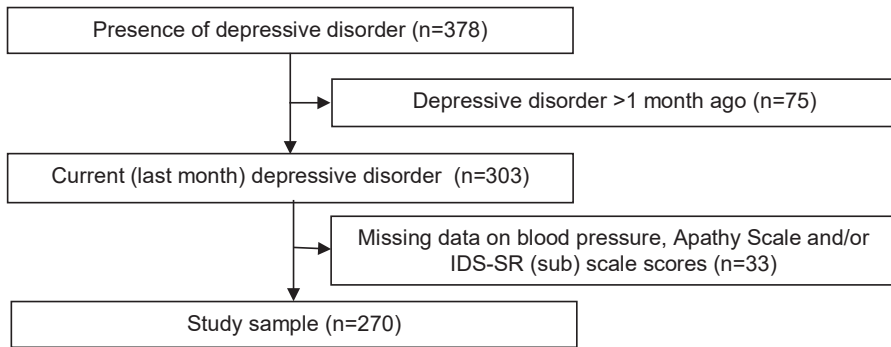 Presence of depressive disorder (n=378)
Depressive disorder >1 month ago (n=75)
Current (last month) depressive disorder (n=303)
Missing data on blood pressure, Apathy Scale and/or
IDS-SR (sub) scale scores (n=33)
Study sample (n=270)